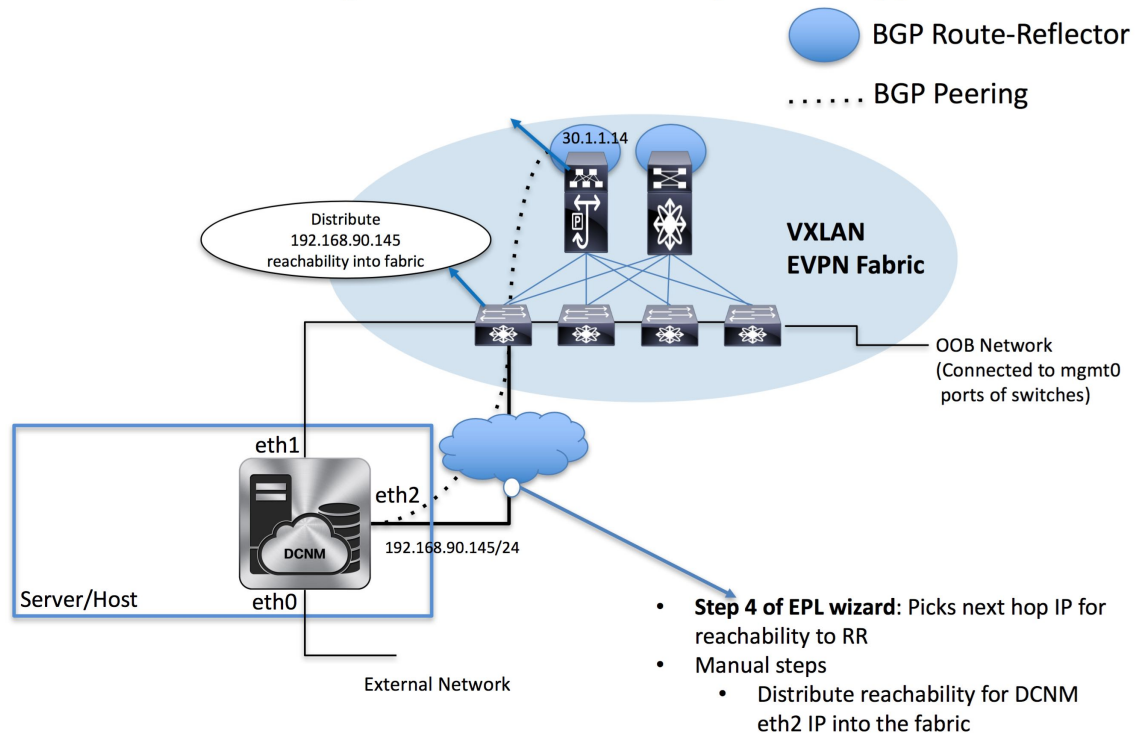 BGP Route-Reflector
BGP Peering
30.1.1.14
Distribute
192.168.90.145
reachability into fabric
P
VXLAN
EVPN Fabric
OOB Network
(Connected to mgmt0
ports of switches)
eth1
eth2
DCNM
192.168.90.145/24
Server/Host
eth0
External Network
• Step 4 of EPL wizard: Picks next hop IP for
reachability to RR
• Manual steps
• Distribute reachability for DCNM
eth2 IP into the fabric